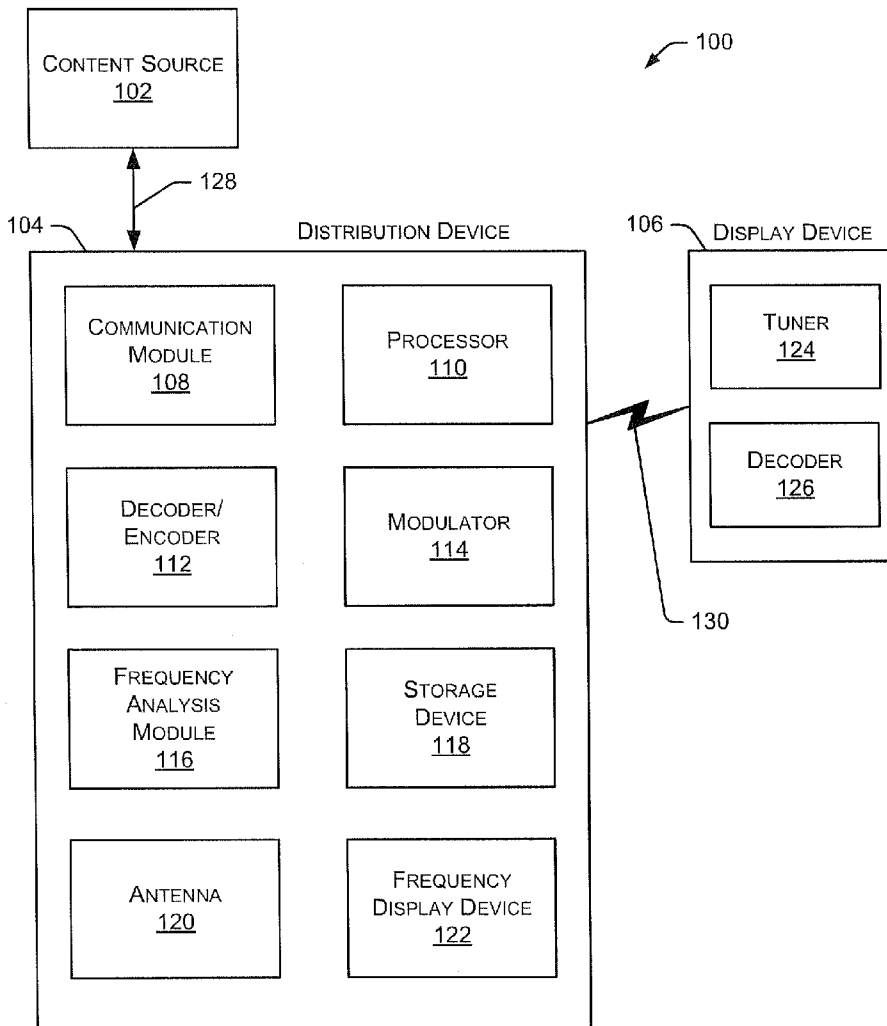 100
CONTENT SOURCE
102
128
104
DISTRIBUTION DEVICE
106
DISPLAY DEVICE
COMMUNICATION
MODULE
108
PROCESSOR
110
TUNER
124
DECODER/
ENCODER
112
MODULATOR
114
DECODER
126
130
FREQUENCY
ANALYSIS
MODULE
116
STORAGE
DEVICE
118
ANTENNA
120
FREQUENCY
DISPLAY DEVICE
122